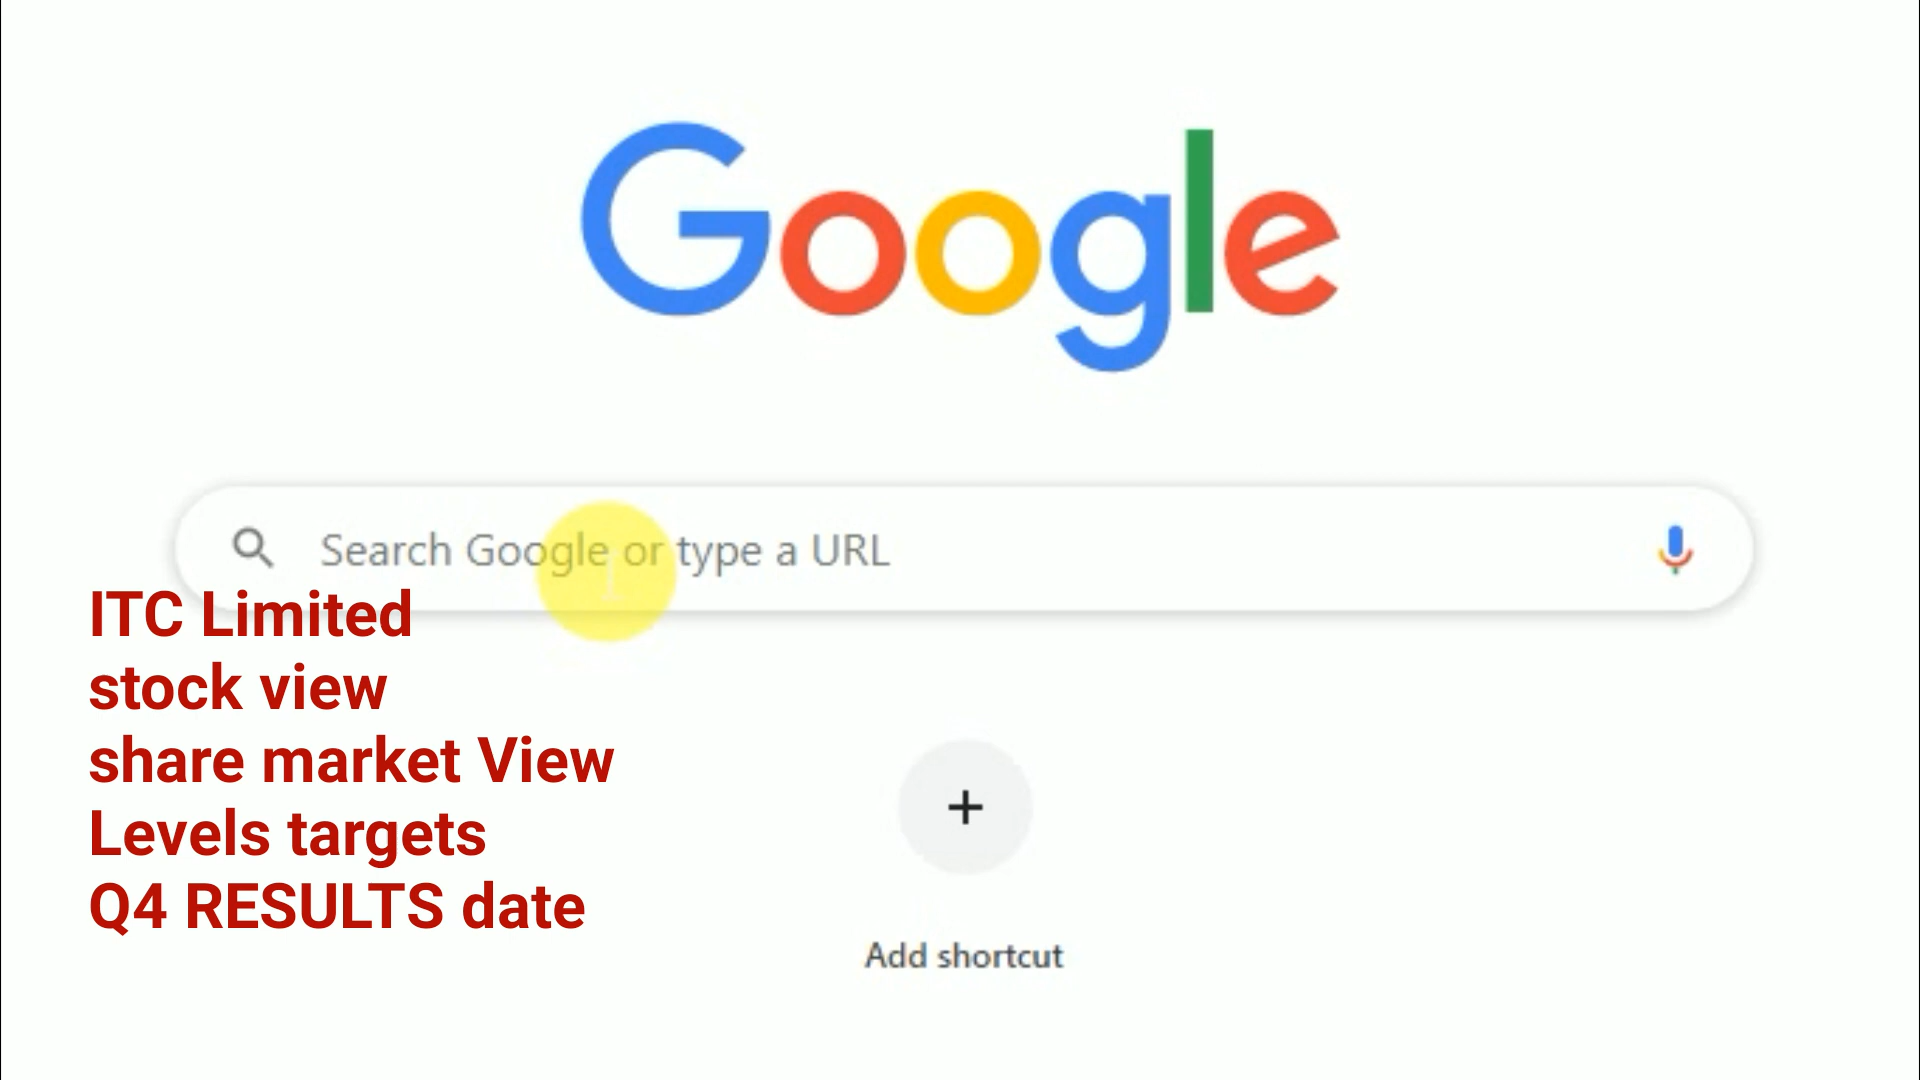 Google
Search Google or type a URL
ITC Limited
stock view
share market View
Levels targets
Q4 RESULTS date
Add shortcut